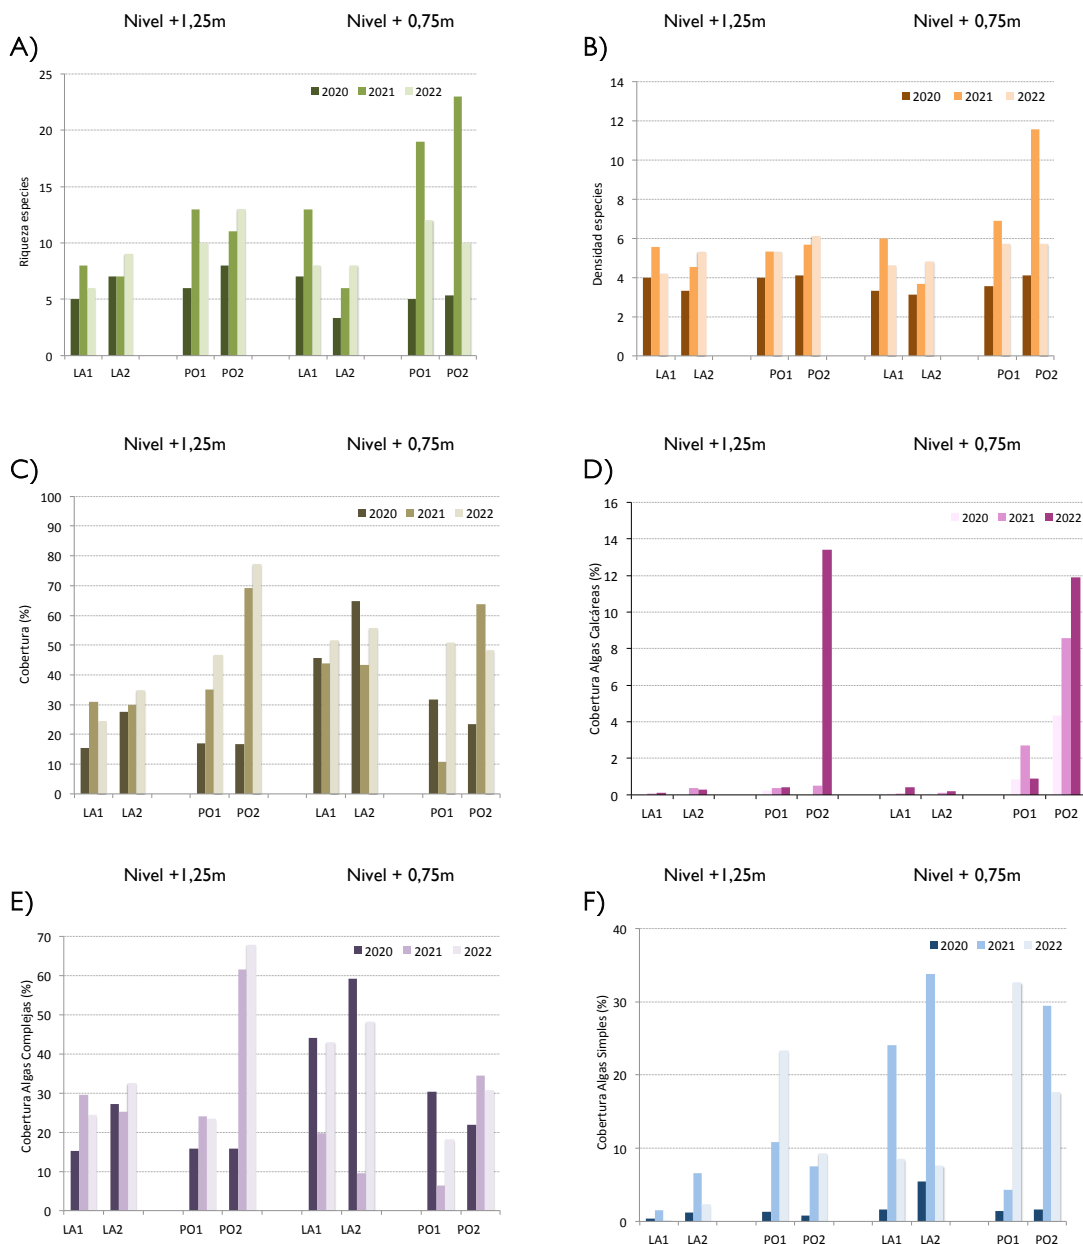 Nivel +1,25m Nivel + 0,75m
A)
25
20
15
10
5
0
Riqueza especies
2020 2021 2022
LA1 LA2 PO1 PO2 LA1 LA2 PO1 PO2
Nivel +1,25m Nivel + 0,75m
B)
14
12
10
8
6
4
2
0
Densidad especies
2020 2021 2022
LA1 LA2 PO1 PO2 LA1 LA2 PO1 PO2
Nivel +1,25m Nivel + 0,75m
C)
100
90
80
70
60
50
40
30
20
10
0
Cobertura (%)
2020 2021 2022
LA1 LA2 PO1 PO2 LA1 LA2 PO1 PO2
Nivel +1,25m Nivel + 0,75m
D)
16
14
12
10
8
6
4
2
0
Cobertura Algas Calcáreas (%)
2020 2021 2022
LA1 LA2 PO1 PO2 LA1 LA2 PO1 PO2
Nivel +1,25m Nivel + 0,75m
E)
70
60
50
40
30
20
10
0
Cobertura Algas Complejas (%)
2020 2021 2022
LA1 LA2 PO1 PO2 LA1 LA2 PO1 PO2
Nivel +1,25m Nivel + 0,75m
F)
40
30
20
10
0
Cobertura Algas Simples (%)
2020 2021 2022
LA1 LA2 PO1 PO2 LA1 LA2 PO1 PO2